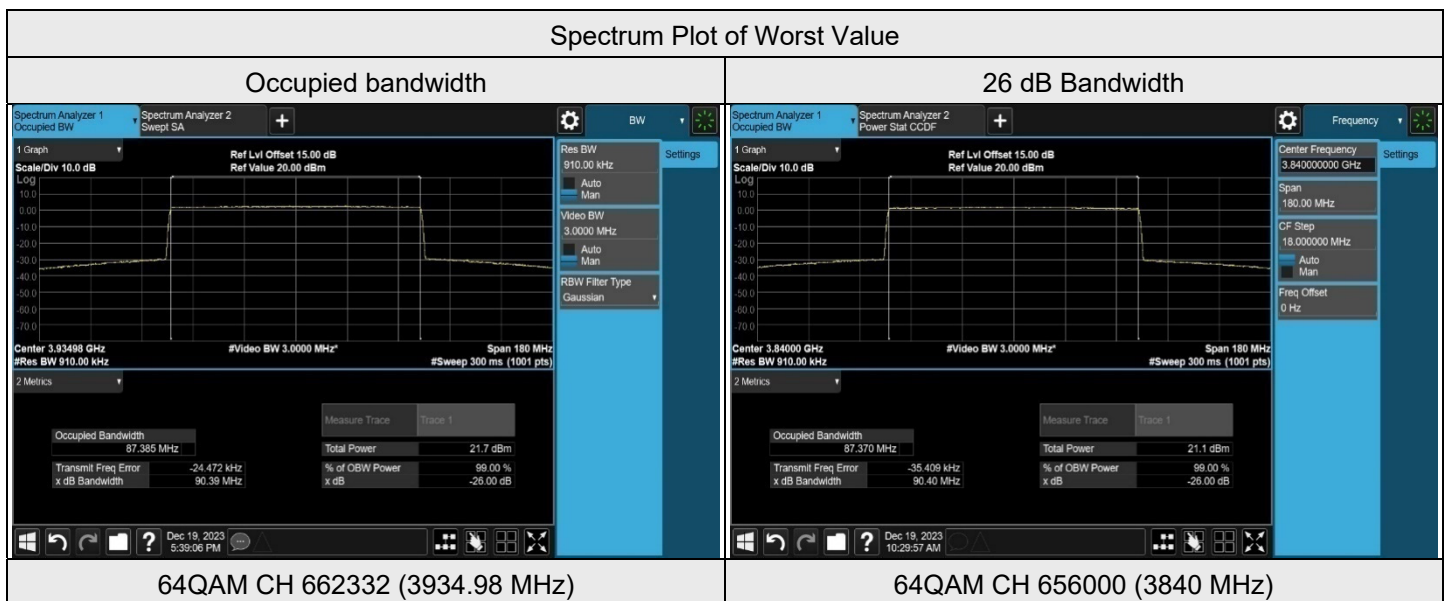 Spectrum Plot of Worst Value
Occupied bandwidth
26 dB Bandwidth
Spectrum Analyzer 1
Occupied BW
Spectrum Analyzer 2
Swept SA
BW
1 Graph
Scale/Div 10.0 dB
Ref Lvl Offset 15.00 dB
Ref Value 20.00 dBm
Log
10.0
0.00
-10.0
-20.0
-30.0
-40.0
-50.0
-60.0
-70.0
Center 3.93498 GHz
#Res BW 910.00 kHz
#Video BW 3.0000 MHz*
Span 180 MHz
#Sweep 300 ms (1001 pts)
Res BW
910.00 kHz
Auto
Man
Video BW
3.0000 MHz
Auto
Man
RBW Filter Type
Gaussian
Settings
2 Metrics
Measure Trace Trace 1
Occupied Bandwidth
87.385 MHz
Total Power 21.7 dBm
Transmit Freq Error -24.472 kHz
% of OBW Power 99.00 %
x dB Bandwidth 90.39 MHz
x dB -26.00 dB
?
Dec 19, 2023
5:39:06 PM
Spectrum Analyzer 1
Occupied BW
Spectrum Analyzer 2
Power Stat CCDF
Frequency
1 Graph
Scale/Div 10.0 dB
Ref Lvl Offset 15.00 dB
Ref Value 20.00 dBm
Log
10.0
0.00
-10.0
-20.0
-30.0
-40.0
-50.0
-60.0
-70.0
Center 3.84000 GHz
#Res BW 910.00 kHz
#Video BW 3.0000 MHz*
Span 180 MHz
#Sweep 300 ms (1001 pts)
Center Frequency
3.840000000 GHz
Span
180.00 MHz
CF Step
18.000000 MHz
Auto
Man
Freq Offset
0 Hz
Settings
2 Metrics
Measure Trace Trace 1
Occupied Bandwidth
87.370 MHz
Total Power 21.1 dBm
Transmit Freq Error -35.409 kHz
% of OBW Power 99.00 %
x dB Bandwidth 90.40 MHz
x dB -26.00 dB
?
Dec 19, 2023
10:29:57 AM
64QAM CH 662332 (3934.98 MHz)
64QAM CH 656000 (3840 MHz)